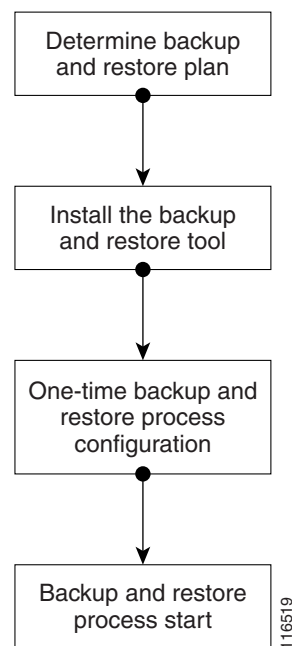 Determine backup
and restore plan
Install the backup
and restore tool
One-time backup and
restore process
configuration
Backup and restore
process start
116519